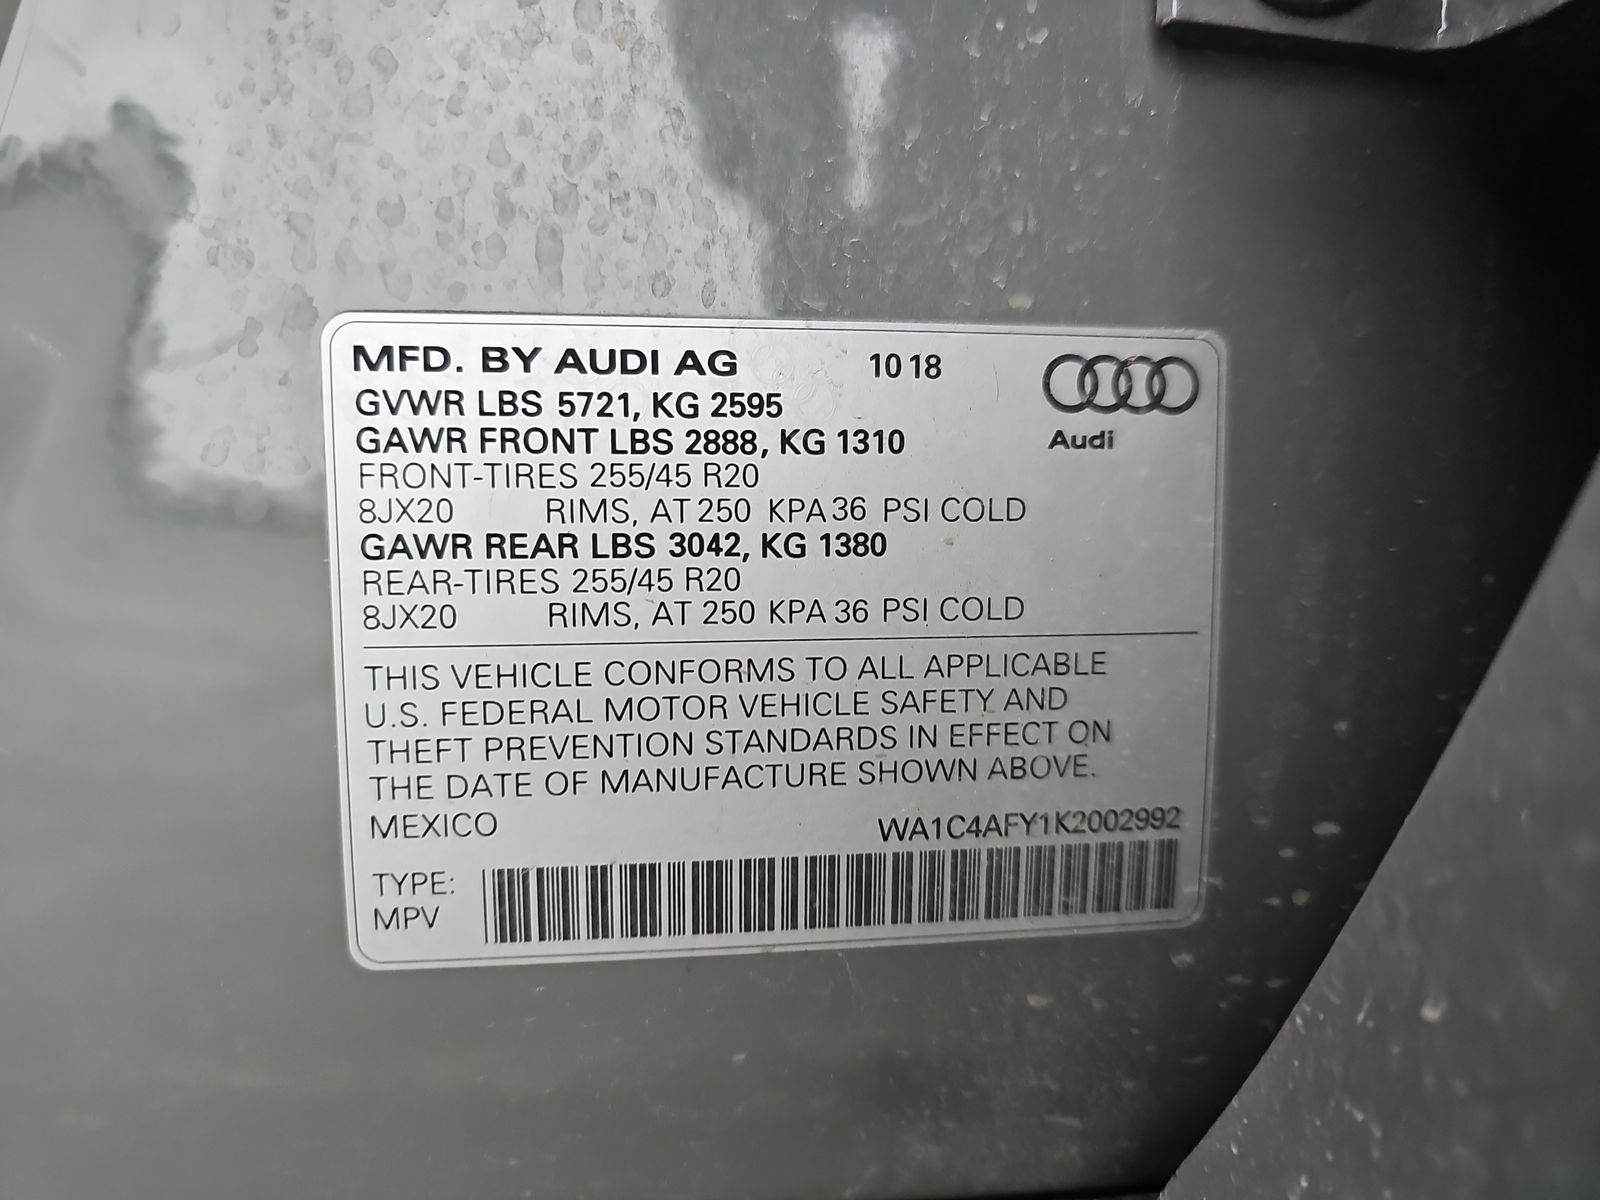 MFD. BY AUDI AG 10 18
GVWR LBS 5721, KG 2595
GAWR FRONT LBS 2888, KG 1310
Audi
FRONT-TIRES 255/45 R20
8JX20 RIMS, AT 250 KPA 36 PSI COLD
GAWR REAR LBS 3042, KG 1380
REAR-TIRES 255/45 R20
8JX20 RIMS, AT 250 KPA 36 PSI COLD
THIS VEHICLE CONFORMS TO ALL APPLICABLE
U.S. FEDERAL MOTOR VEHICLE SAFETY AND
THEFT PREVENTION STANDARDS IN EFFECT ON
THE DATE OF MANUFACTURE SHOWN ABOVE.
MEXICO WA1C4AFY1K2002992
TYPE:
MPV